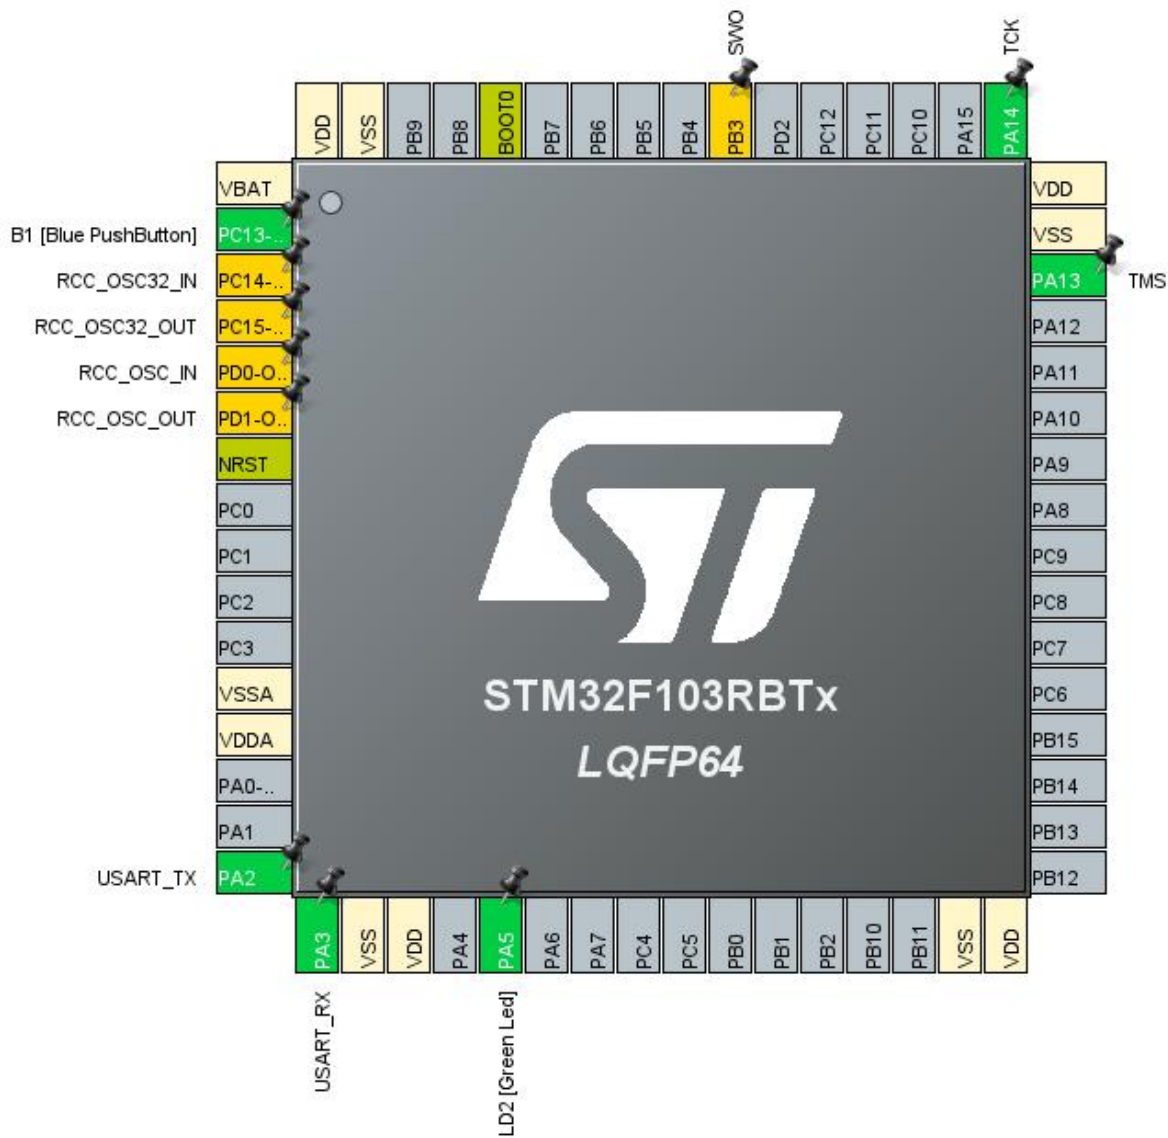 SWO
TCK
VDD
VSS
PB9
PB8
BOOT0
PB7
PB6
PB5
PB4
PB3
PD2
PC12
PC11
PC10
PA15
PA14
VBAT
B1 [Blue PushButton]
PC13-..
RCC_OSC32_IN
PC14-..
RCC_OSC32_OUT
PC15-..
RCC_OSC_IN
PD0-O..
RCC_OSC_OUT
PD1-O..
NRST
PC0
PC1
PC2
PC3
VSSA
VDDA
PA0-..
PA1
USART_TX
PA2
ST
STM32F103RBTx
LQFP64
VDD
VSS
PA13
TMS
PA12
PA11
PA10
PA9
PA8
PC9
PC8
PC7
PC6
PB15
PB14
PB13
PB12
PA3
VSS
VDD
PA4
PA5
PA6
PA7
PC4
PC5
PB0
PB1
PB2
PB10
PB11
VSS
VDD
USART_RX
LD2 [Green Led]